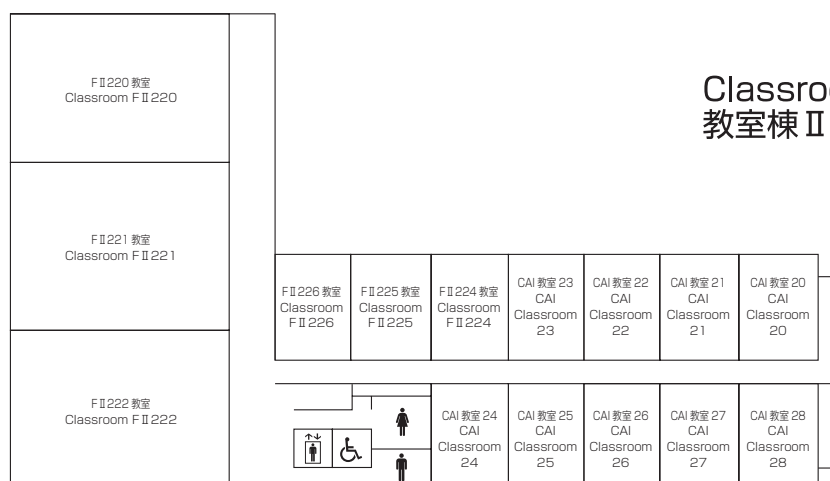 FⅡ220 教室
Classroom FⅡ220
Classroo
教室棟Ⅱ
FⅡ221 教室
Classroom FⅡ221
FⅡ226 教室
Classroom
FⅡ226
FⅡ225 教室
Classroom
FⅡ225
FⅡ224 教室
Classroom
FⅡ224
CAI 教室 23
CAI
Classroom
23
CAI 教室 22
CAI
Classroom
22
CAI 教室 21
CAI
Classroom
21
CAI 教室 20
CAI
Classroom
20
FⅡ222 教室
Classroom FⅡ222
CAI 教室 24
CAI
Classroom
24
CAI 教室 25
CAI
Classroom
25
CAI 教室 26
CAI
Classroom
26
CAI 教室 27
CAI
Classroom
27
CAI 教室 28
CAI
Classroom
28